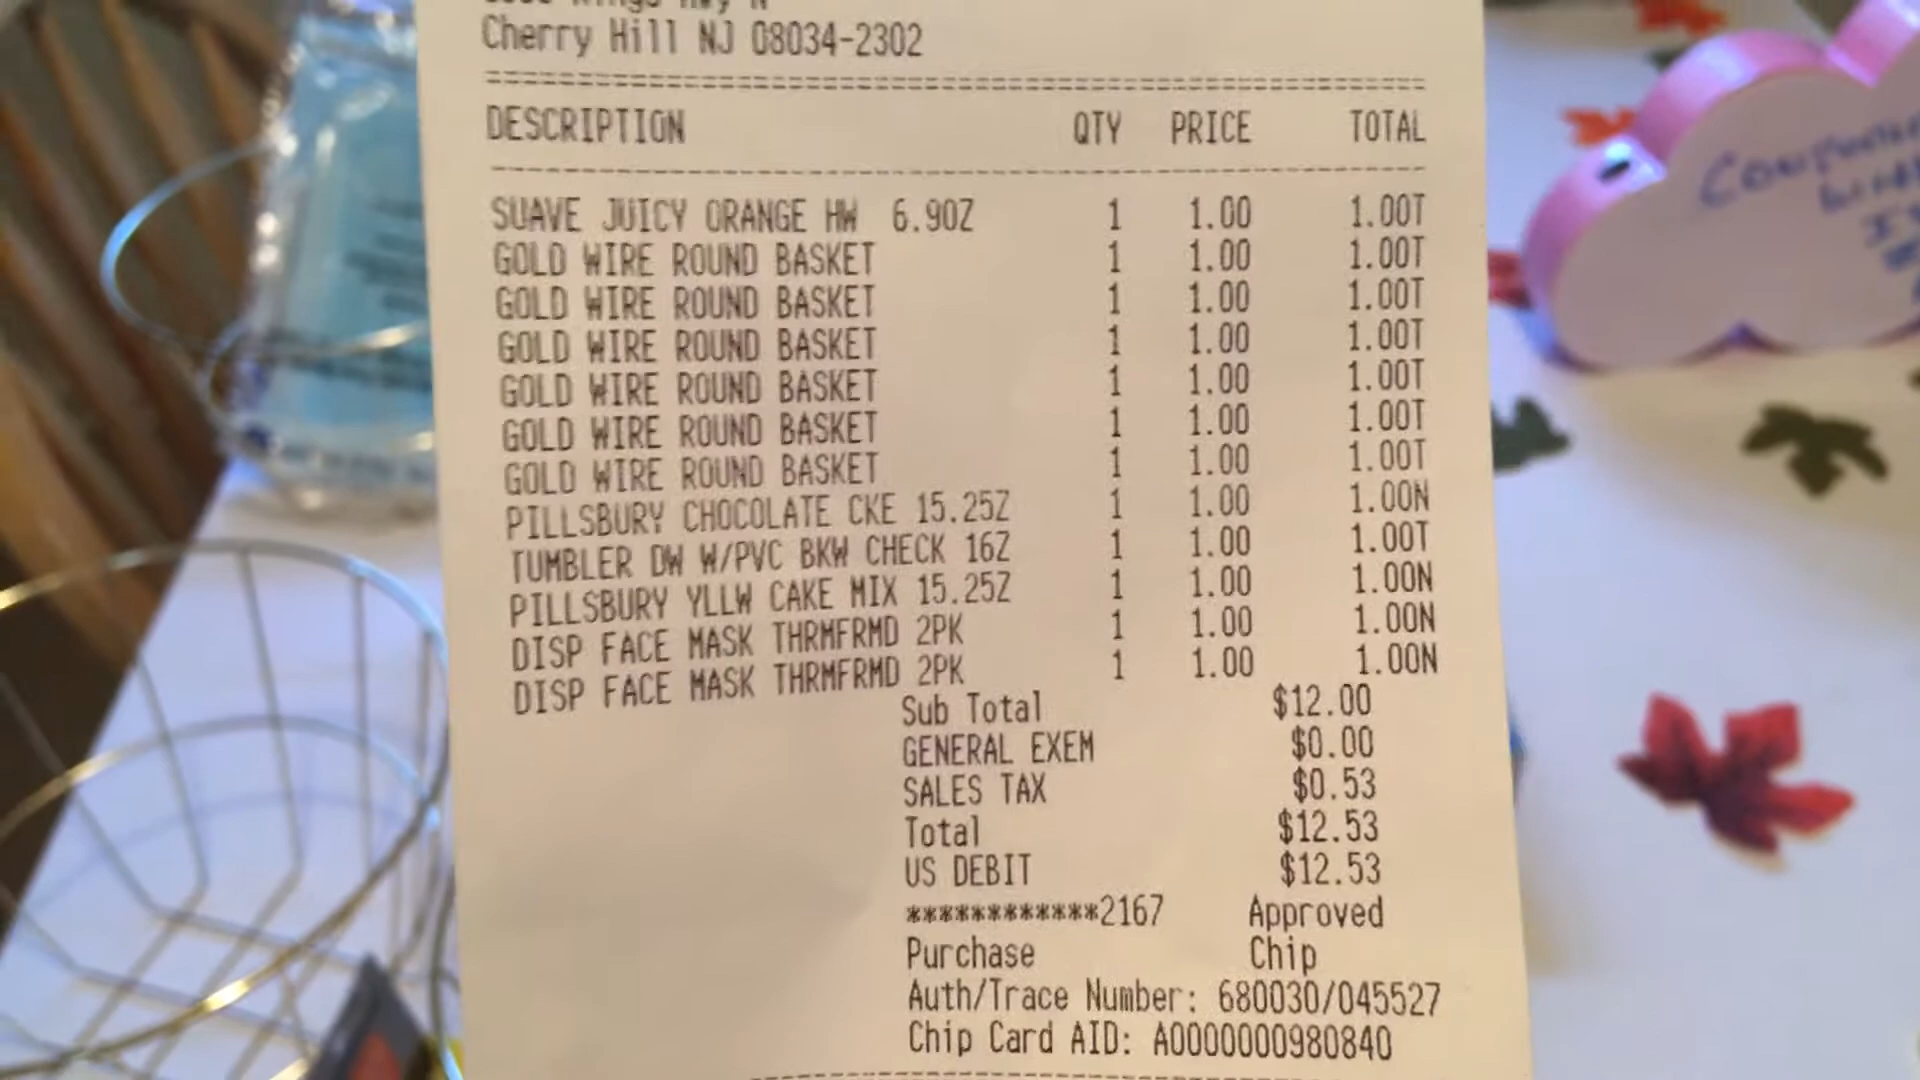 Cherry Hill NJ 08034-2302
DESCRIPTION QTY PRICE TOTAL
SUAVE JUICY ORANGE HW 6.90Z 1 1.00 1.00T
GOLD WIRE ROUND BASKET 1 1.00 1.00T
GOLD WIRE ROUND BASKET 1 1.00 1.00T
GOLD WIRE ROUND BASKET 1 1.00 1.00T
GOLD WIRE ROUND BASKET 1 1.00 1.00T
GOLD WIRE ROUND BASKET 1 1.00 1.00T
GOLD WIRE ROUND BASKET 1 1.00 1.00T
PILLSBURY CHOCOLATE CKE 15.25Z 1 1.00 1.00N
TUMBLER DW W/PVC BKW CHECK 16Z 1 1.00 1.00T
PILLSBURY YLLW CAKE MIX 15.25Z 1 1.00 1.00N
DISP FACE MASK THRMFRMD 2PK 1 1.00 1.00N
DISP FACE MASK THRMFRMD 2PK 1 1.00 1.00N
Sub Total $12.00
GENERAL EXEM $0.00
SALES TAX $0.53
Total $12.53
US DEBIT $12.53
************2167 Approved
Purchase Chip
Auth/Trace Number: 680030/045527
Chip Card AID: A0000000980840